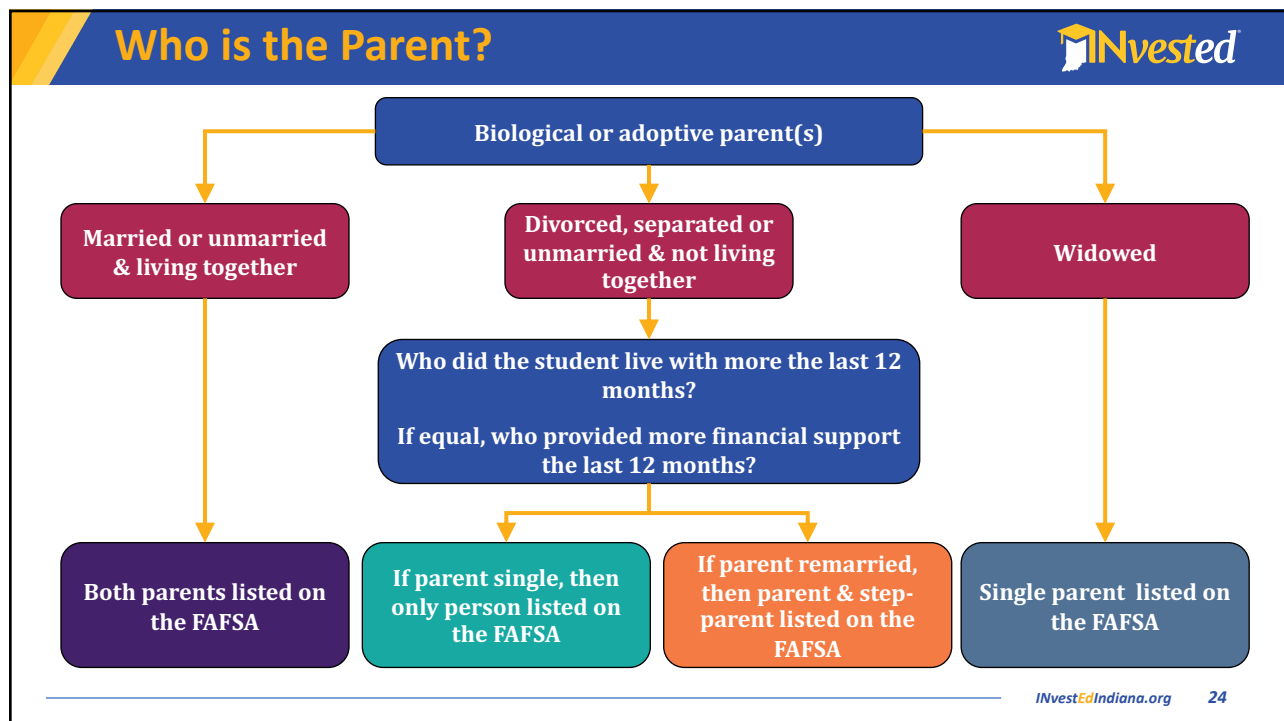 Who is the Parent?
INvested
Biological or adoptive parent(s)
Married or unmarried
& living together
Divorced, separated or
unmarried & not living
together
Widowed
Who did the student live with more the last 12
months?
If equal, who provided more financial support
the last 12 months?
Both parents listed on
the FAFSA
If parent single, then
only person listed on
the FAFSA
If parent remarried,
then parent & step-
parent listed on the
FAFSA
Single parent listed on
the FAFSA
INvestEdIndiana.org 24